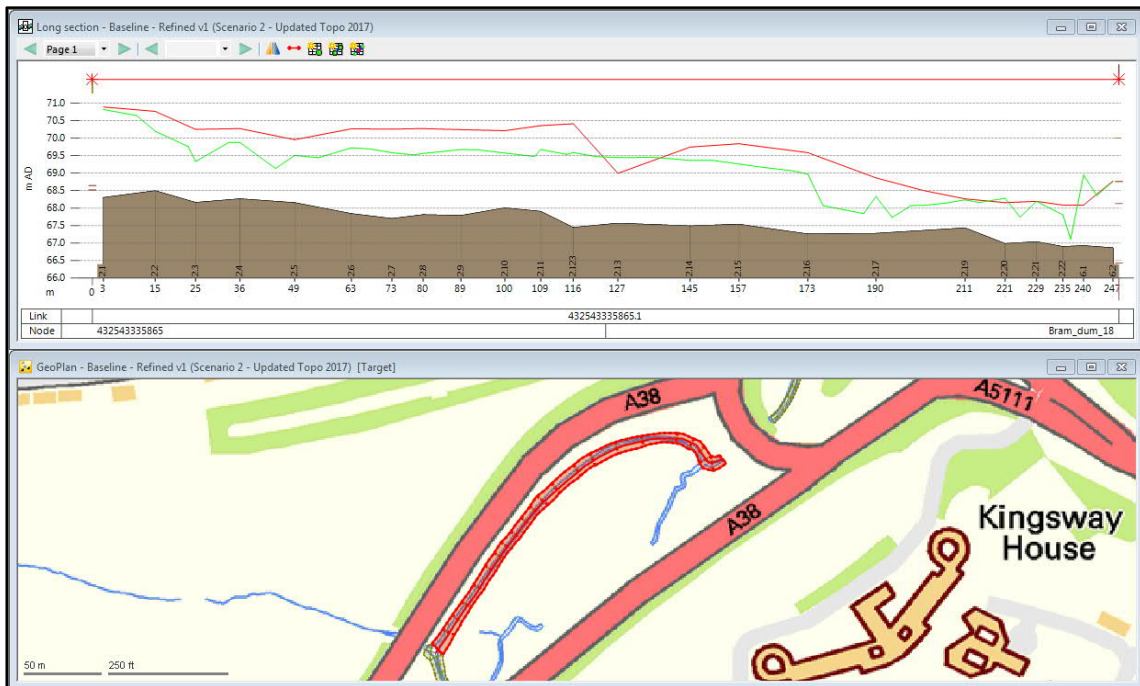 Long section - Baseline - Refined v1 (Scenario 2 - Updated Topo 2017)
Page 1
71.0
70.5
70.0
69.5
69.0
68.5
68.0
67.5
67.0
66.5
66.0
m AD
m 0 3 15 25 36 49 63 73 80 89 100 109 116 127 145 157 173 190 211 221 229 235 240 247
Link 432543335865.1
Node 432543335865 Bram_dum_18
GeoPlan - Baseline - Refined v1 (Scenario 2 - Updated Topo 2017) [Target]
A38
A5111
A38
Kingsway
House
50 m 250 ft